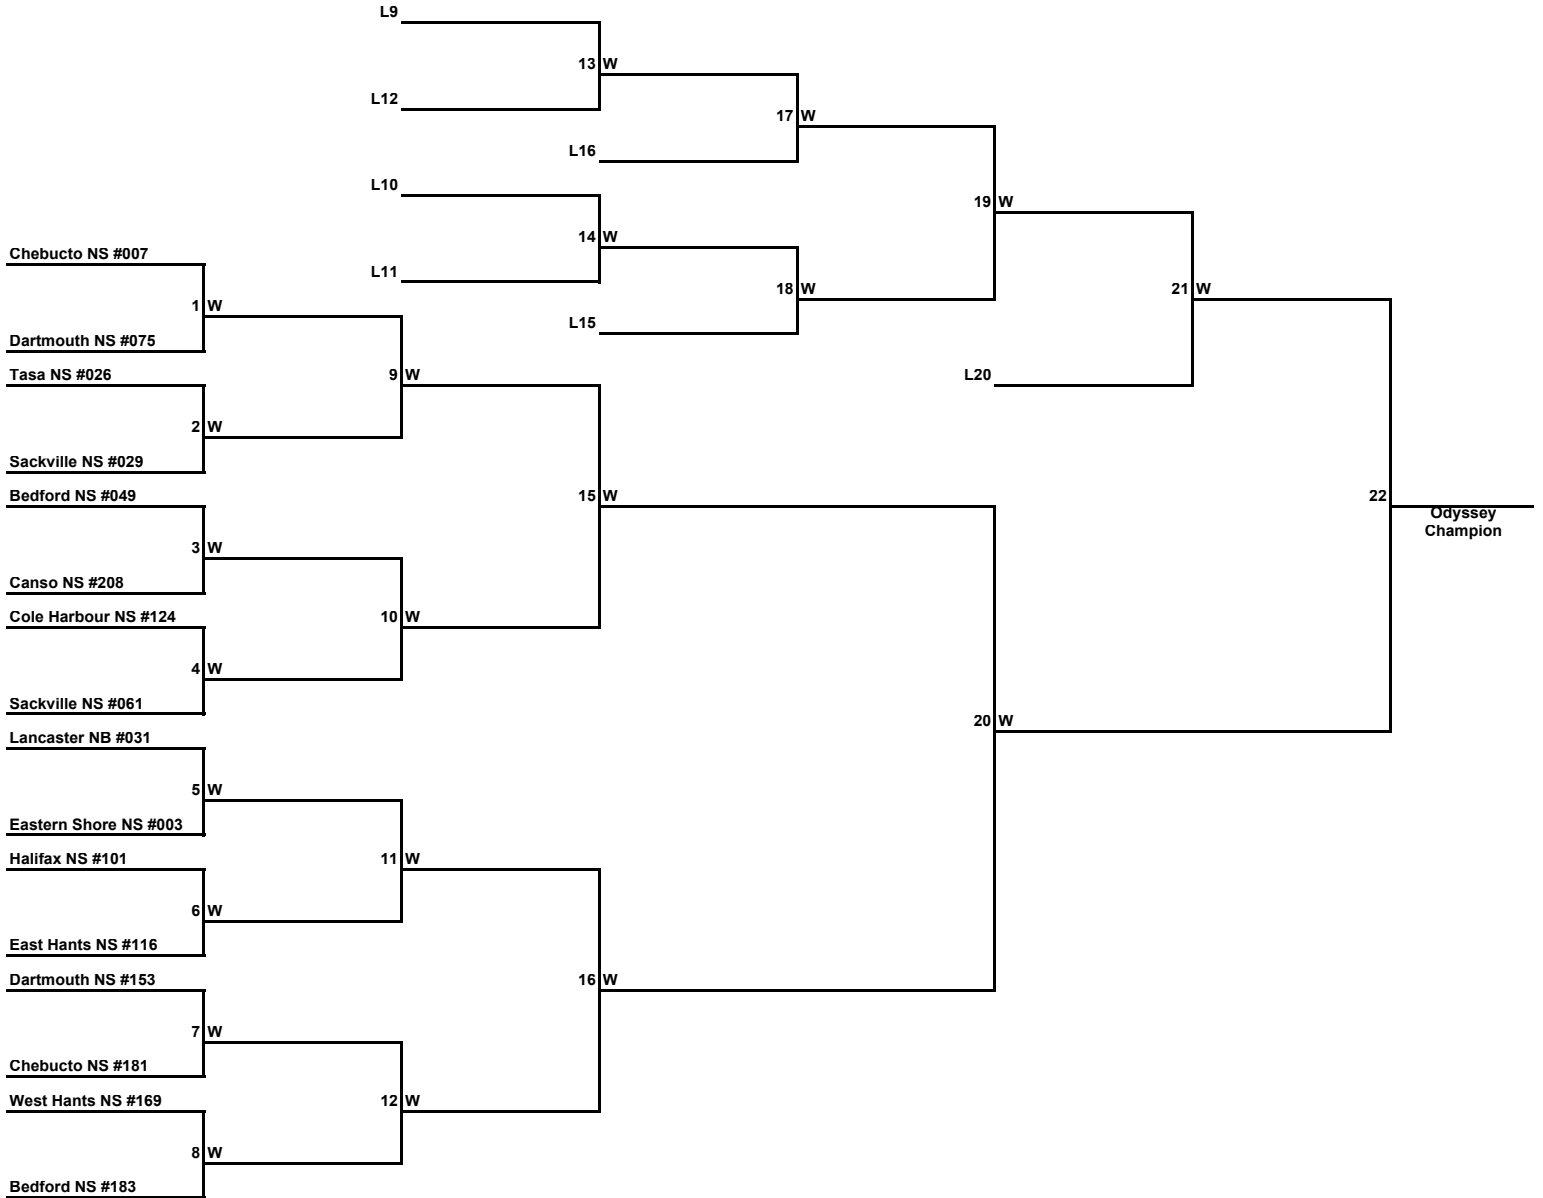 L9
13 W
L12
17 W
L16
L10
19 W
14 W
Chebucto NS #007
L11
18 W
21 W
1 W
L15
Dartmouth NS #075
Tasa NS #026
9 W
L20
2 W
Sackville NS #029
Bedford NS #049
15 W
22
Odyssey
Champion
3 W
Canso NS #208
Cole Harbour NS #124
10 W
4 W
Sackville NS #061
20 W
Lancaster NB #031
5 W
Eastern Shore NS #003
Halifax NS #101
11 W
6 W
East Hants NS #116
Dartmouth NS #153
16 W
7 W
Chebucto NS #181
West Hants NS #169
12 W
8 W
Bedford NS #183